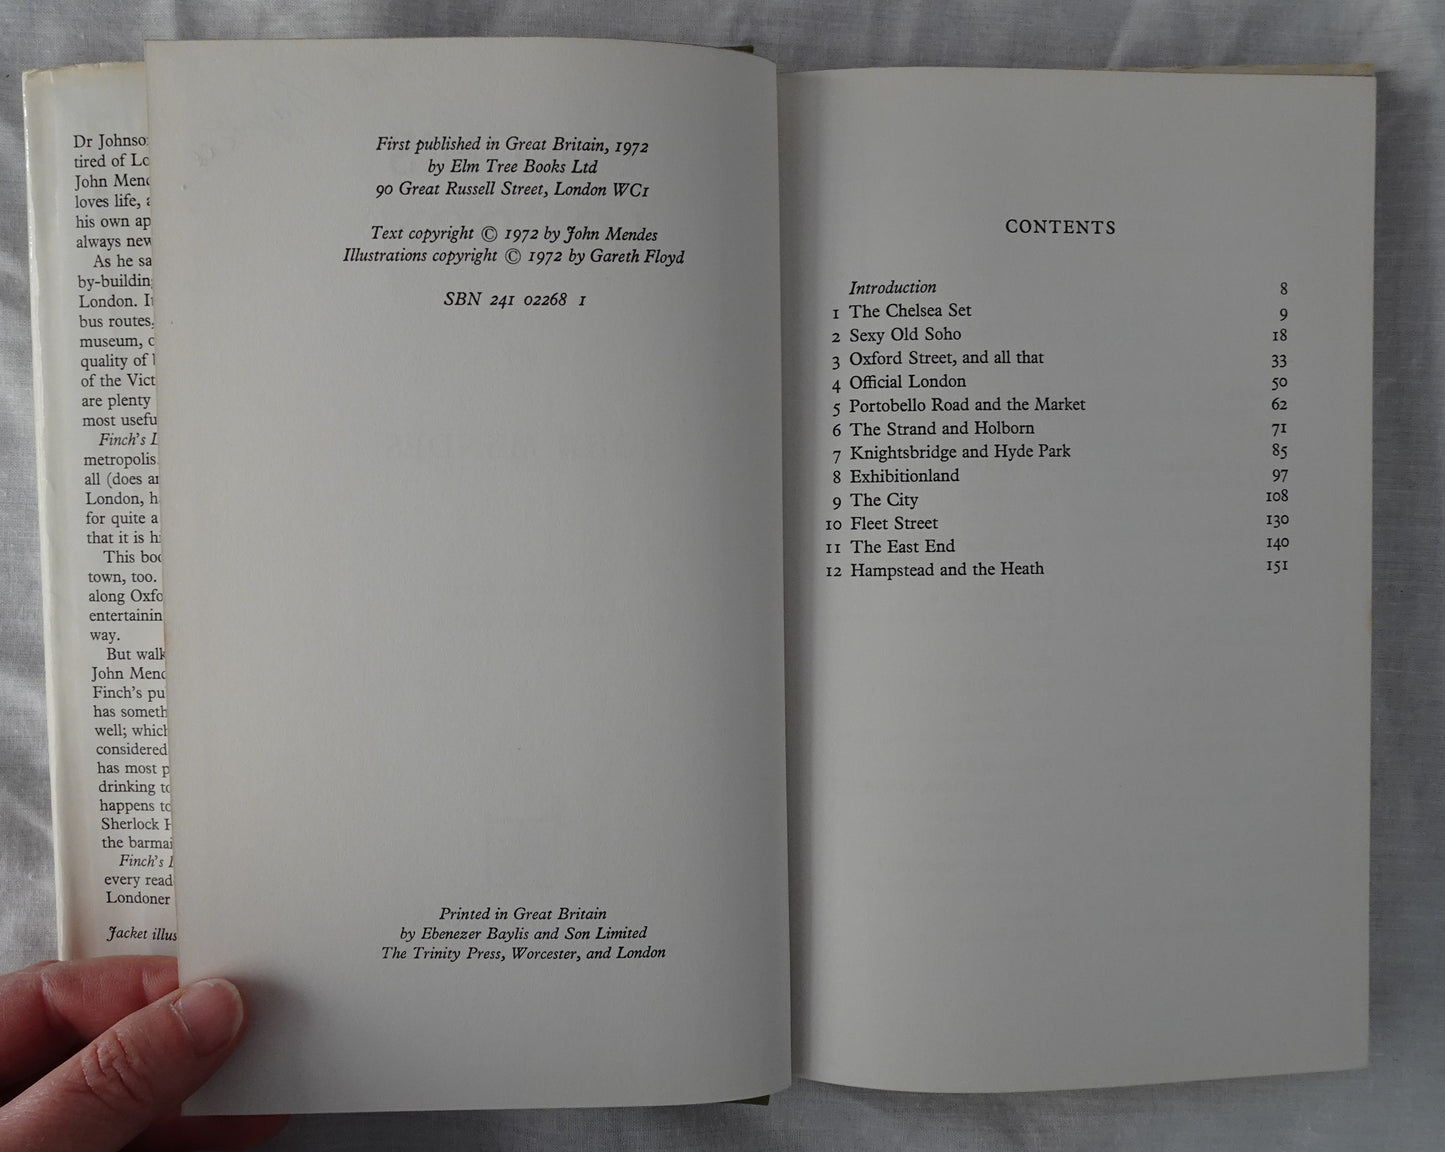 Dr Johnso
tired of Lo
John Mend
loves life, a
his own ap
always new
As he sa
by-building
London. It
bus routes,
museum, o
quality of l
of the Vict
are plenty
most usefu
Finch's L
metropolis.
all (does an
London, h
for quite a
that it is hi
This boo
town, too.
along Oxfo
entertainin
way.
But walk
John Mend
Finch's pu
has someth
well; which
considered
has most p
drinking to
happens to
Sherlock H
the barmai
Finch's L
every read
Londoner
Jacket illus
First published in Great Britain, 1972
by Elm Tree Books Ltd
90 Great Russell Street, London WC1
Text copyright © 1972 by John Mendes
Illustrations copyright © 1972 by Gareth Floyd
SBN 241 02268 1
Printed in Great Britain
by Ebenezer Baylis and Son Limited
The Trinity Press, Worcester, and London
CONTENTS
Introduction 8
1 The Chelsea Set 9
2 Sexy Old Soho 18
3 Oxford Street, and all that 33
4 Official London 50
5 Portobello Road and the Market 62
6 The Strand and Holborn 71
7 Knightsbridge and Hyde Park 85
8 Exhibitionland 97
9 The City 108
10 Fleet Street 130
11 The East End 140
12 Hampstead and the Heath 151